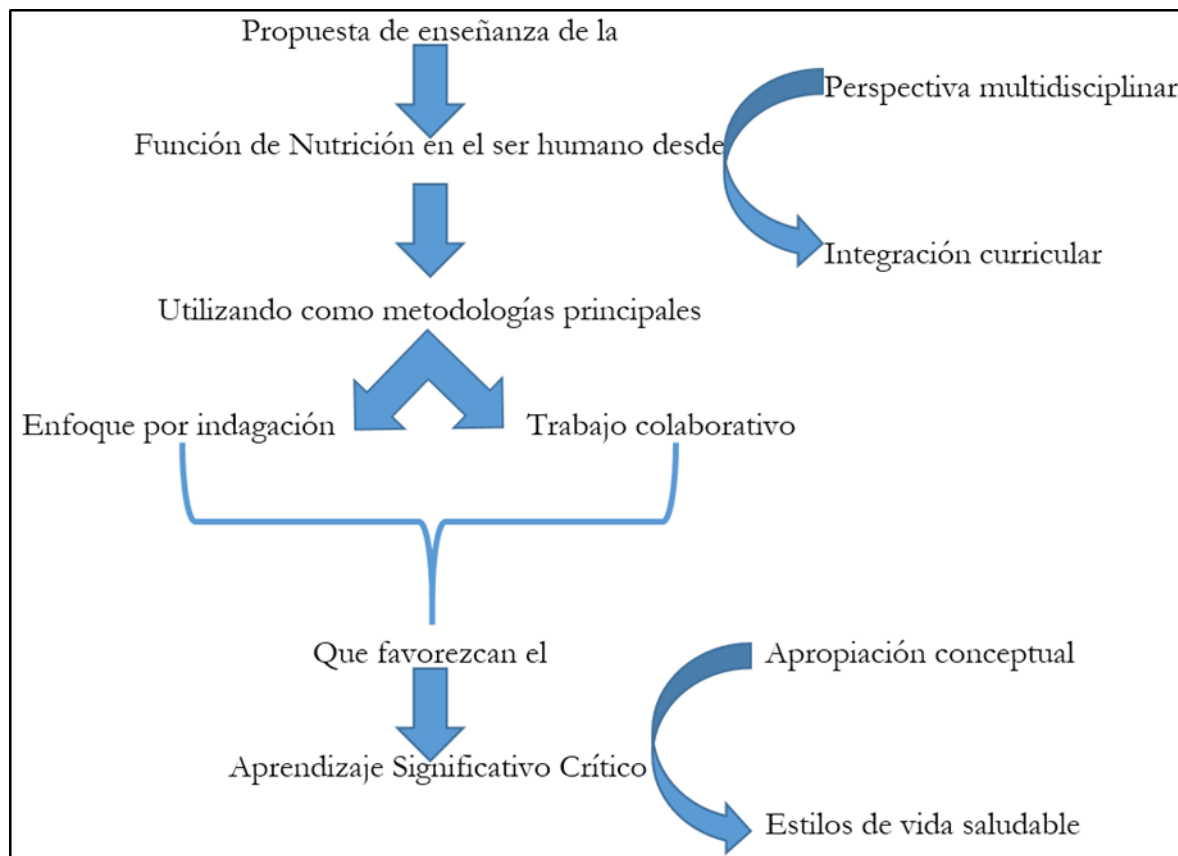 Propuesta de enseñanza de la
Perspectiva multidisciplinar
Función de Nutrición en el ser humano desde
Integración curricular
Utilizando como metodologías principales
Enfoque por indagación
Trabajo colaborativo
Que favorezcan el
Apropiación conceptual
Aprendizaje Significativo Crítico
Estilos de vida saludable